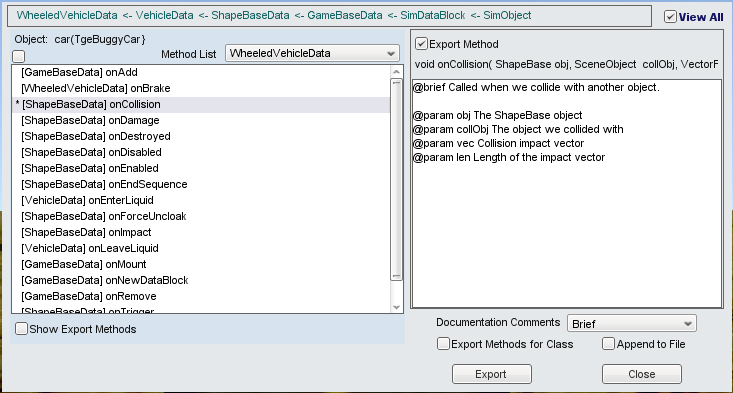 WheeledVehicleData <- VehicleData <- ShapeBaseData <- GameBaseData <- SimDataBlock <- SimObject
View All
Object: car(TgeBuggyCar}
Method List WheeledVehicleData
[GameBaseData] onAdd
[WheeledVehicleData] onBrake
* [ShapeBaseData] onCollision
[ShapeBaseData] onDamage
[ShapeBaseData] onDestroyed
[ShapeBaseData] onDisabled
[ShapeBaseData] onEnabled
[ShapeBaseData] onEndSequence
[VehicleData] onEnterLiquid
[ShapeBaseData] onForceUncloak
[ShapeBaseData] onImpact
[VehicleData] onLeaveLiquid
[GameBaseData] onMount
[GameBaseData] onNewDataBlock
[GameBaseData] onRemove
[ShapeBaseData] onTrigger
Show Export Methods
Export Method
void onCollision( ShapeBase obj, SceneObject collObj, VectorF
@brief Called when we collide with another object.
@param obj The ShapeBase object
@param collObj The object we collided with
@param vec Collision impact vector
@param len Length of the impact vector
Documentation Comments Brief
Export Methods for Class Append to File
Export Close